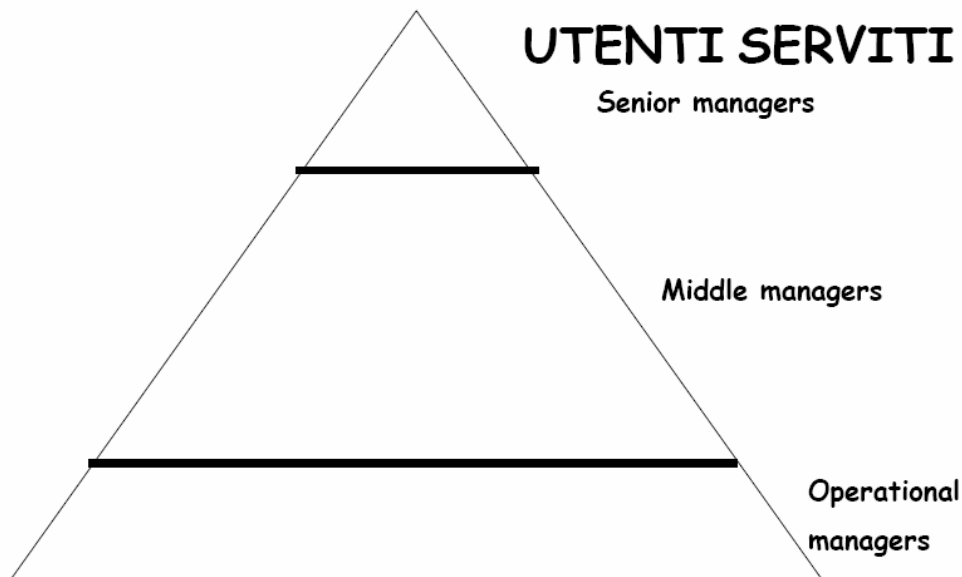 UTENTI SERVITI
Senior managers
Middle managers
Operational
managers